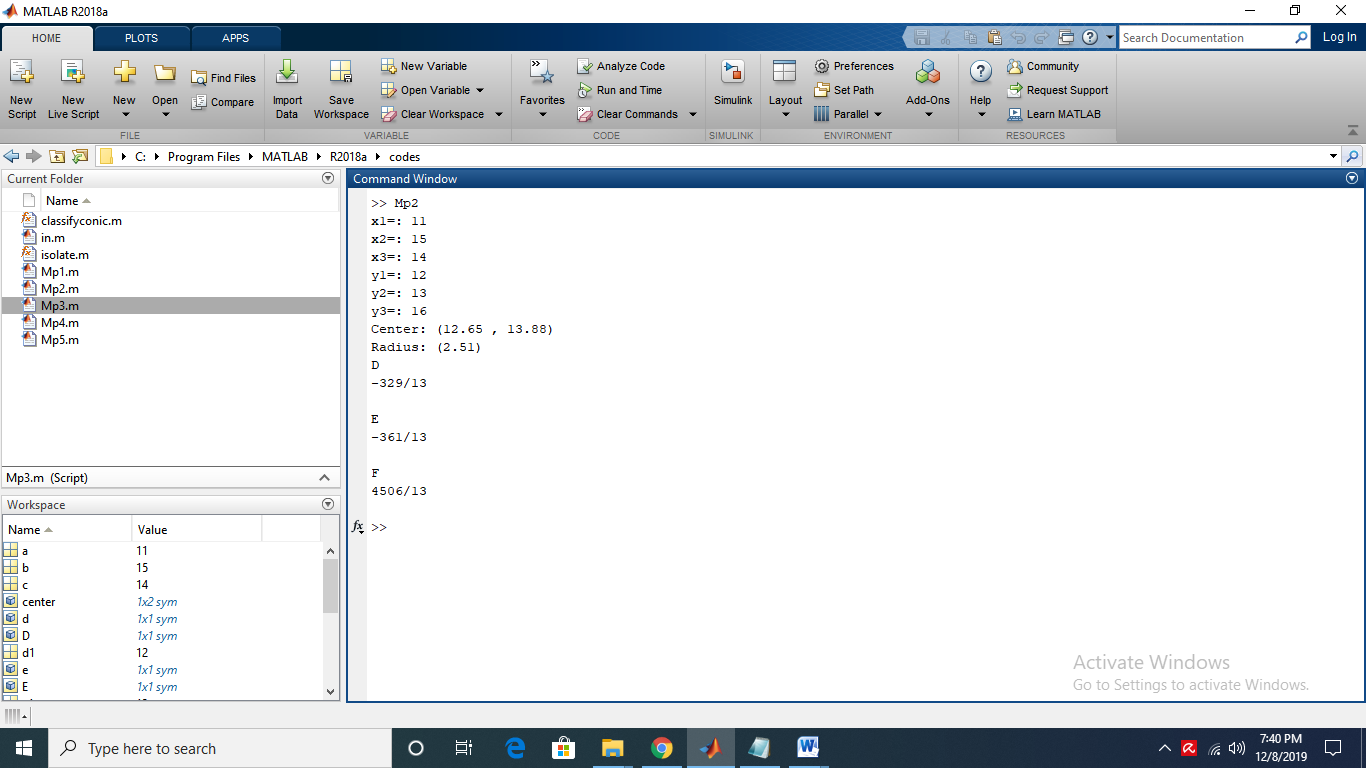 MATLAB R2018a
HOME PLOTS APPS
Search Documentation Log In
New Script
New Live Script
New
Open
Find Files
Compare
FILE
Import Data
Save Workspace
New Variable
Open Variable
Clear Workspace
VARIABLE
Favorites
Analyze Code
Run and Time
Clear Commands
CODE
Simulink
SIMULINK
Layout
Preferences
Set Path
Parallel
ENVIRONMENT
Add-Ons
Help
Community
Request Support
Learn MATLAB
RESOURCES
C: Program Files MATLAB R2018a codes
Current Folder
Name
classifyconic.m
in.m
isolate.m
Mp1.m
Mp2.m
Mp3.m
Mp4.m
Mp5.m
Mp3.m (Script)
Workspace
Name Value
a 11
b 15
c 14
center 1x2 sym
d 1x1 sym
D 1x1 sym
d1 12
e 1x1 sym
E 1x1 sym
Command Window
>> Mp2
x1=: 11
x2=: 15
x3=: 14
y1=: 12
y2=: 13
y3=: 16
Center: (12.65 , 13.88)
Radius: (2.51)
D
-329/13
E
-361/13
F
4506/13
fx >>
Activate Windows
Go to Settings to activate Windows.
Type here to search
7:40 PM
12/8/2019